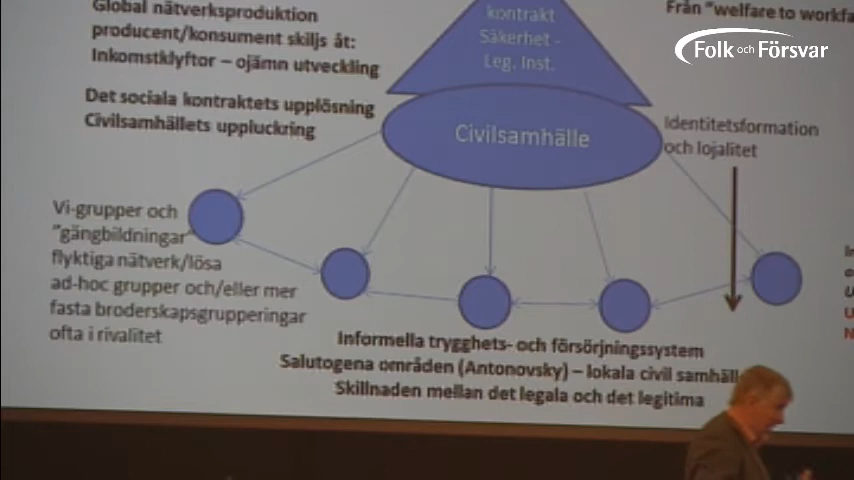 Global nätverksproduktion
producent/konsument skiljs åt:
Inkomstklyftor – ojämn utveckling
Det sociala kontraktets upplösning
Civilsamhällets uppluckring
kontrakt
Säkerhet -
Leg. Inst.
Från "welfare to workfa
Folk och Försvar
Civilsamhälle
Identitetsformation
och lojalitet
Vi-grupper och
"gängbildningar"
flyktiga nätverk/lösa
ad-hoc grupper och/eller mer
fasta broderskapsgrupperingar
ofta i rivalitet
Informella trygghets- och försörjningssystem
Salutogena områden (Antonovsky) – lokala civil samhäll
Skillnaden mellan det legala och det legitima